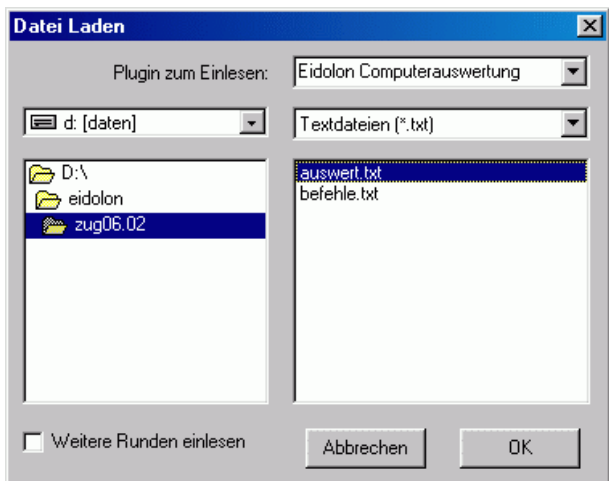 Datei Laden
Plugin zum Einlesen: Eidolon Computerauswertung
d: [daten] Textdateien (*.txt)
D:\
eidolon
zug06.02
auswert.txt
befehle.txt
Weitere Runden einlesen Abbrechen OK